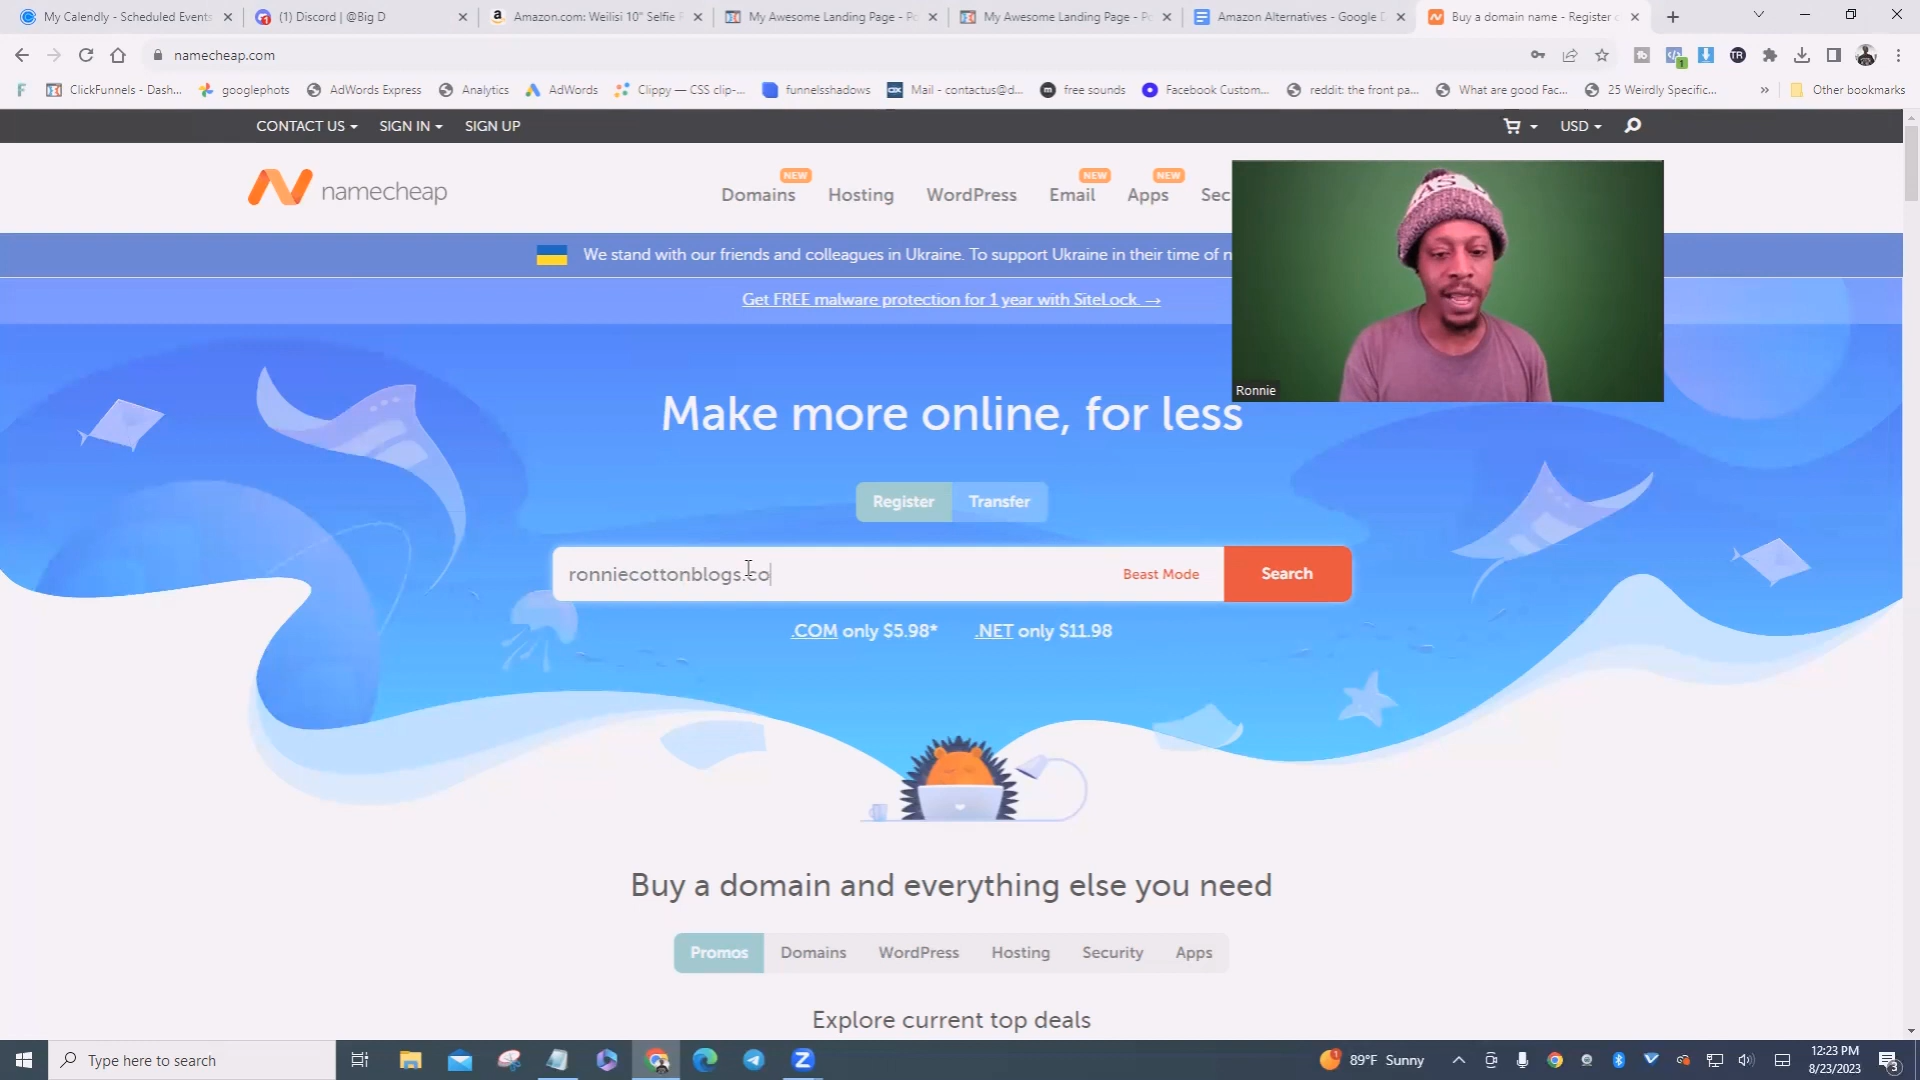 My Calendly - Scheduled Events
(1) Discord | @Big D
Amazon.com: Weilisi 10" Selfie
My Awesome Landing Page - Po
My Awesome Landing Page - Po
Amazon Alternatives - Google D
Buy a domain name - Register
namecheap.com
ClickFunnels - Dash...
googlephots
AdWords Express
Analytics
AdWords
Clippy — CSS clip-...
funnelsshadows
Mail - contactus@d...
free sounds
Facebook Custom...
reddit: the front pa...
What are good Fac...
25 Weirdly Specific...
»
Other bookmarks
CONTACT US
SIGN IN
SIGN UP
USD
namecheap
NEW
NEW
NEW
Domains
Hosting
WordPress
Email
Apps
Sec
We stand with our friends and colleagues in Ukraine. To support Ukraine in their time of n
Get FREE malware protection for 1 year with SiteLock →
Ronnie
Make more online, for less
Register
Transfer
ronniecottonblogs.co
Beast Mode
Search
.COM only $5.98*
.NET only $11.98
Buy a domain and everything else you need
Promos
Domains
WordPress
Hosting
Security
Apps
Explore current top deals
Type here to search
89°F Sunny
12:23 PM
8/23/2023
3